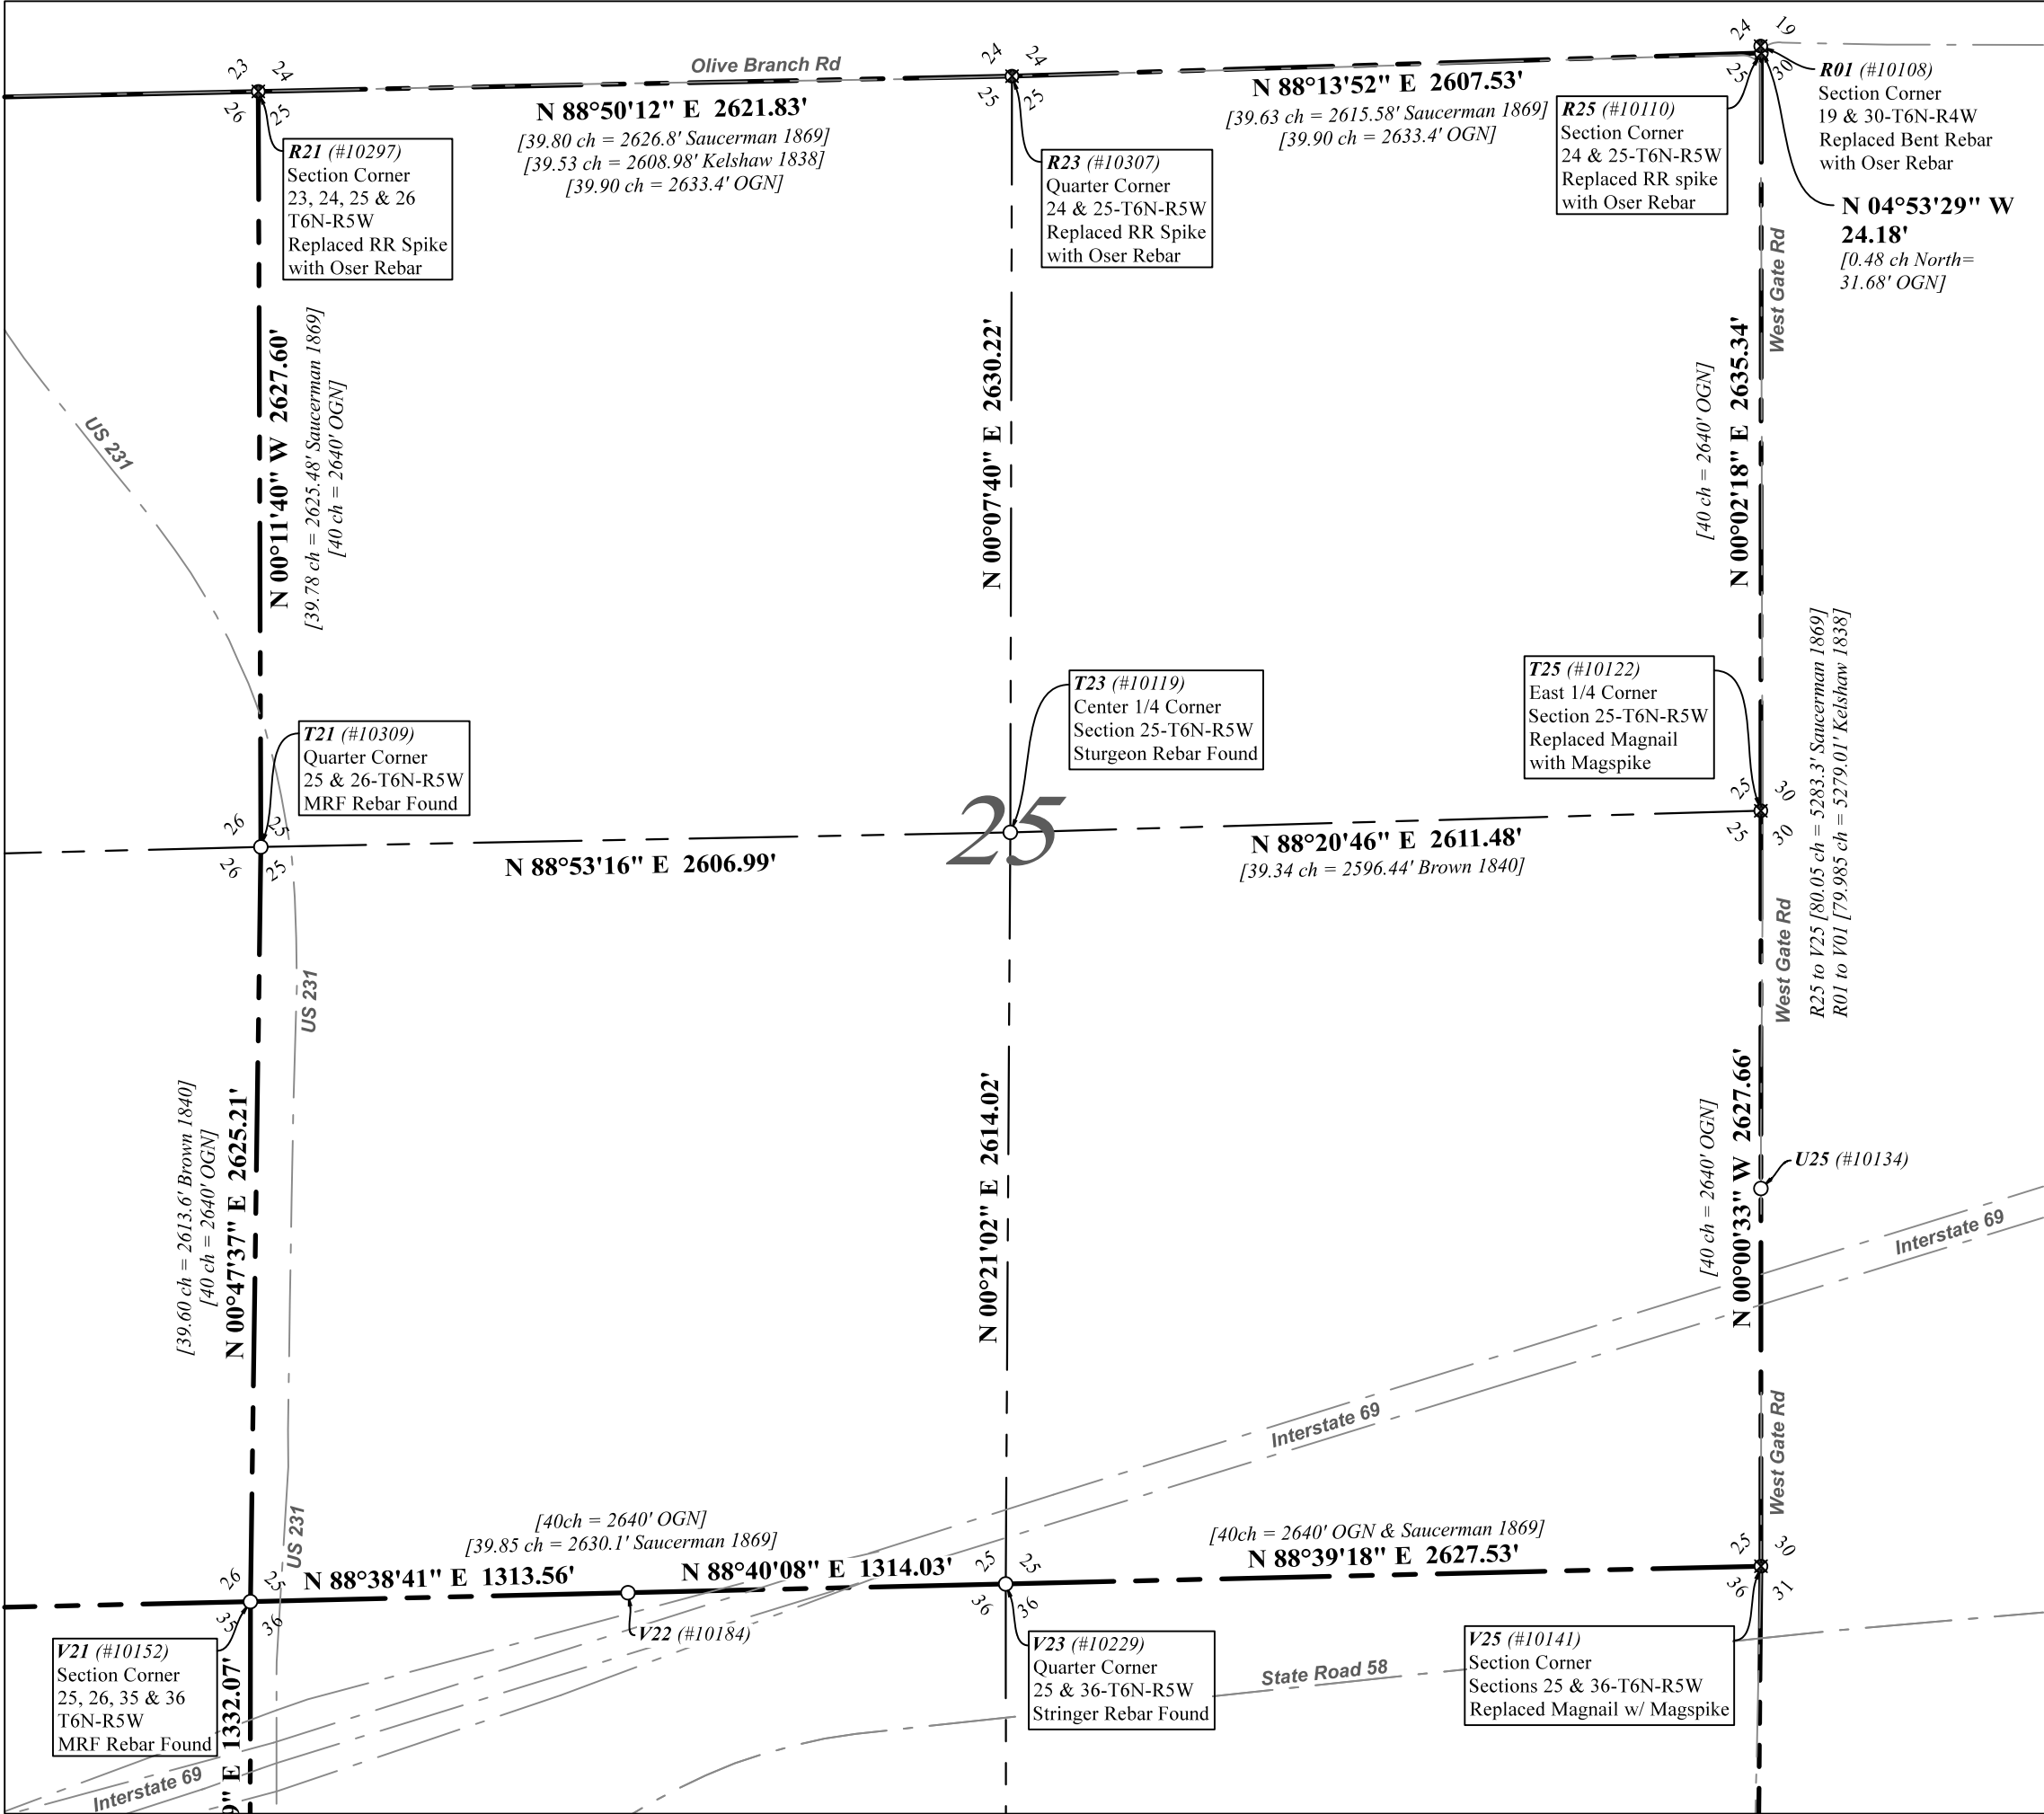 23
24
26
25
Olive Branch Rd
24
24
25
25
24
19
25
30
N 88°50'12" E 2621.83'
[39.80 ch = 2626.8' Saucerman 1869]
[39.53 ch = 2608.98' Kelshaw 1838]
[39.90 ch = 2633.4' OGN]
N 88°13'52" E 2607.53'
[39.63 ch = 2615.58' Saucerman 1869]
[39.90 ch = 2633.4' OGN]
R01 (#10108)
Section Corner
19 & 30-T6N-R4W
Replaced Bent Rebar
with Oser Rebar
R25 (#10110)
Section Corner
24 & 25-T6N-R5W
Replaced RR spike
with Oser Rebar
R21 (#10297)
Section Corner
23, 24, 25 & 26
T6N-R5W
Replaced RR Spike
with Oser Rebar
R23 (#10307)
Quarter Corner
24 & 25-T6N-R5W
Replaced RR Spike
with Oser Rebar
N 04°53'29" W
24.18'
[0.48 ch North=
31.68' OGN]
West Gate Rd
US 231
N 00°11'40" W 2627.60'
[39.78 ch = 2625.48' Saucerman 1869]
[40 ch = 2640' OGN]
N 00°07'40" E 2630.22'
[40 ch = 2640' OGN]
N 00°02'18" E 2635.34'
R25 to V25 [80.05 ch = 5283.3' Saucerman 1869]
R01 to V01 [79.985 ch = 5279.01' Kelshaw 1838]
T21 (#10309)
Quarter Corner
25 & 26-T6N-R5W
MRF Rebar Found
T23 (#10119)
Center 1/4 Corner
Section 25-T6N-R5W
Sturgeon Rebar Found
T25 (#10122)
East 1/4 Corner
Section 25-T6N-R5W
Replaced Magnail
with Magspike
26
25
26
25
25
25
30
25
30
N 88°53'16" E 2606.99'
N 88°20'46" E 2611.48'
[39.34 ch = 2596.44' Brown 1840]
US 231
West Gate Rd
[39.60 ch = 2613.6' Brown 1840]
[40 ch = 2640' OGN]
N 00°47'37" E 2625.21'
N 00°21'02" E 2614.02'
[40 ch = 2640' OGN]
N 00°00'33" W 2627.66'
U25 (#10134)
Interstate 69
Interstate 69
West Gate Rd
US 231
[40ch = 2640' OGN]
[39.85 ch = 2630.1' Saucerman 1869]
N 88°38'41" E 1313.56'
N 88°40'08" E 1314.03'
[40ch = 2640' OGN & Saucerman 1869]
N 88°39'18" E 2627.53'
26
25
35
36
25
25
36
36
25
30
36
31
V22 (#10184)
V21 (#10152)
Section Corner
25, 26, 35 & 36
T6N-R5W
MRF Rebar Found
9" E 1332.07'
V23 (#10229)
Quarter Corner
25 & 36-T6N-R5W
Stringer Rebar Found
State Road 58
V25 (#10141)
Section Corner
Sections 25 & 36-T6N-R5W
Replaced Magnail w/ Magspike
Interstate 69